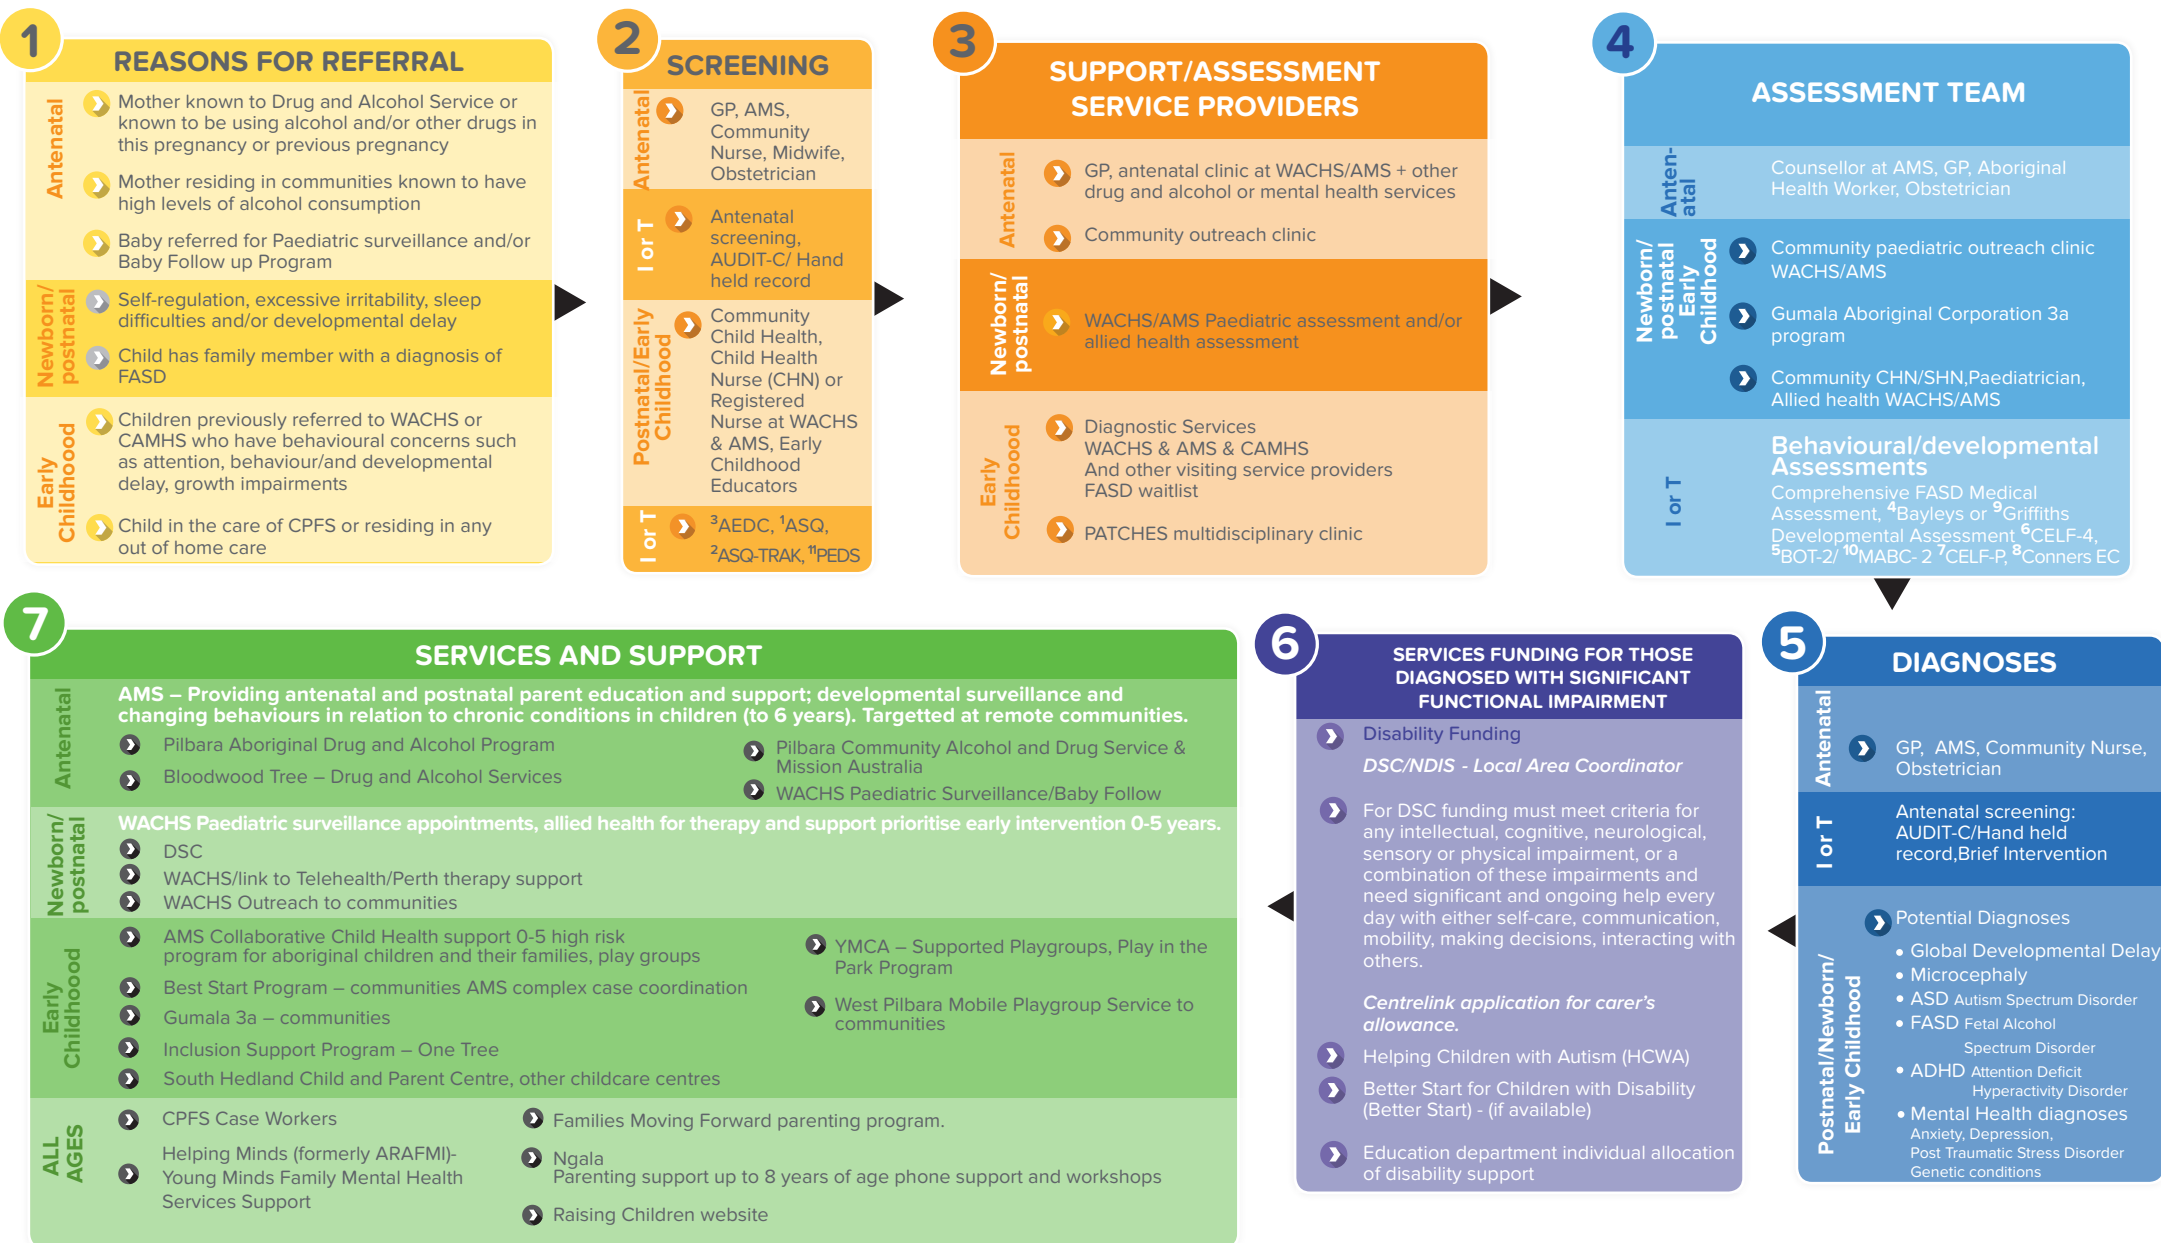 1
REASONS FOR REFERRAL
Antenatal
Mother known to Drug and Alcohol Service or
known to be using alcohol and/or other drugs in
this pregnancy or previous pregnancy
Mother residing in communities known to have
high levels of alcohol consumption
Baby referred for Paediatric surveillance and/or
Baby Follow up Program
Newborn/
postnatal
Self-regulation, excessive irritability, sleep
difficulties and/or developmental delay
Child has family member with a diagnosis of
FASD
Early
Childhoood
Children previously referred to WACHS or
CAMHS who have behavioural concerns such
as attention, behaviour/and developmental
delay, growth impairments
Child in the care of CPFS or residing in any
out of home care
2
SCREENING
Antenatal
GP, AMS,
Community
Nurse, Midwife,
Obstetrician
I or T
Antenatal
screening,
AUDIT-C/ Hand
held record
Postnatal/Early
Childhood
Community
Child Health,
Child Health
Nurse (CHN) or
Registered
Nurse at WACHS
& AMS, Early
Childhood
Educators
I or T
³AEDC, ¹ASQ,
²ASQ-TRAK, ¹¹PEDS
3
SUPPORT/ASSESSMENT
SERVICE PROVIDERS
Antenatal
GP, antenatal clinic at WACHS/AMS + other
drug and alcohol or mental health services
Community outreach clinic
Newborn/
postnatal
WACHS/AMS Paediatric assessment and/or
allied health assessment
Early
Childhoood
Diagnostic Services
WACHS & AMS & CAMHS
And other visiting service providers
FASD waitlist
PATCHES multidisciplinary clinic
4
ASSESSMENT TEAM
Anten-
atal
Counsellor at AMS, GP, Aboriginal
Health Worker, Obstetrician
Newborn/
postnatal
Early
Childhood
Community paediatric outreach clinic
WACHS/AMS
Gumala Aboriginal Corporation 3a
program
Community CHN/SHN,Paediatrician,
Allied health WACHS/AMS
I or T
Behavioural/developmental
Assessments
Comprehensive FASD Medical
Assessment, ⁴Bayleys or ⁹Griffiths
Developmental Assessment ⁶CELF-4,
⁵BOT-2/ ¹⁰MABC- 2 ⁷CELF-P, ⁸Conners EC
5
DIAGNOSES
Antenatal
GP, AMS, Community Nurse,
Obstetrician
I or T
Antenatal screening:
AUDIT-C/Hand held
record,Brief Intervention
Postnatal/Newborn/
Early Childhood
Potential Diagnoses
• Global Developmental Delay
• Microcephaly
• ASD Autism Spectrum Disorder
• FASD Fetal Alcohol
Spectrum Disorder
• ADHD Attention Deficit
Hyperactivity Disorder
• Mental Health diagnoses
Anxiety, Depression,
Post Traumatic Stress Disorder
Genetic conditions
6
SERVICES FUNDING FOR THOSE
DIAGNOSED WITH SIGNIFICANT
FUNCTIONAL IMPAIRMENT
Disability Funding
DSC/NDIS - Local Area Coordinator
For DSC funding must meet criteria for
any intellectual, cognitive, neurological,
sensory or physical impairment, or a
combination of these impairments and
need significant and ongoing help every
day with either self-care, communication,
mobility, making decisions, interacting with
others.
Centrelink application for carer's
allowance.
Helping Children with Autism (HCWA)
Better Start for Children with Disability
(Better Start) - (if available)
Education department individual allocation
of disability support
7
SERVICES AND SUPPORT
Antenatal
AMS – Providing antenatal and postnatal parent education and support; developmental surveillance and
changing behaviours in relation to chronic conditions in children (to 6 years). Targetted at remote communities.
Pilbara Aboriginal Drug and Alcohol Program
Bloodwood Tree – Drug and Alcohol Services
Pilbara Community Alcohol and Drug Service &
Mission Australia
WACHS Paediatric Surveillance/Baby Follow
Newborn/
postnatal
WACHS Paediatric surveillance appointments, allied health for therapy and support prioritise early intervention 0-5 years.
DSC
WACHS/link to Telehealth/Perth therapy support
WACHS Outreach to communities
Early
Childhoood
AMS Collaborative Child Health support 0-5 high risk
program for aboriginal children and their families, play groups
Best Start Program – communities AMS complex case coordination
Gumala 3a – communities
Inclusion Support Program – One Tree
South Hedland Child and Parent Centre, other childcare centres
YMCA – Supported Playgroups, Play in the
Park Program
West Pilbara Mobile Playgroup Service to
communities
ALL
AGES
CPFS Case Workers
Helping Minds (formerly ARAFMI)-
Young Minds Family Mental Health
Services Support
Families Moving Forward parenting program.
Ngala
Parenting support up to 8 years of age phone support and workshops
Raising Children website